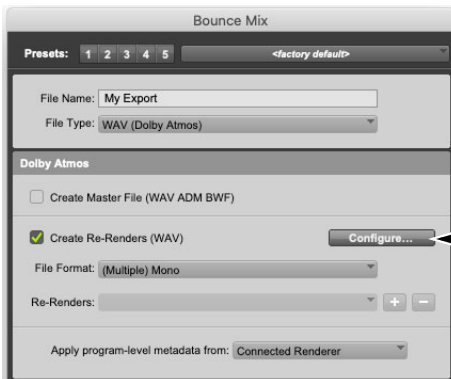 Bounce Mix
Presets: 1 2 3 4 5 <factory default>
File Name: My Export
File Type: WAV (Dolby Atmos)
Dolby Atmos
Create Master File (WAV ADM BWF)
Create Re-Renders (WAV) Configure...
File Format: (Multiple) Mono
Re-Renders: + −
Apply program-level metadata from: Connected Renderer